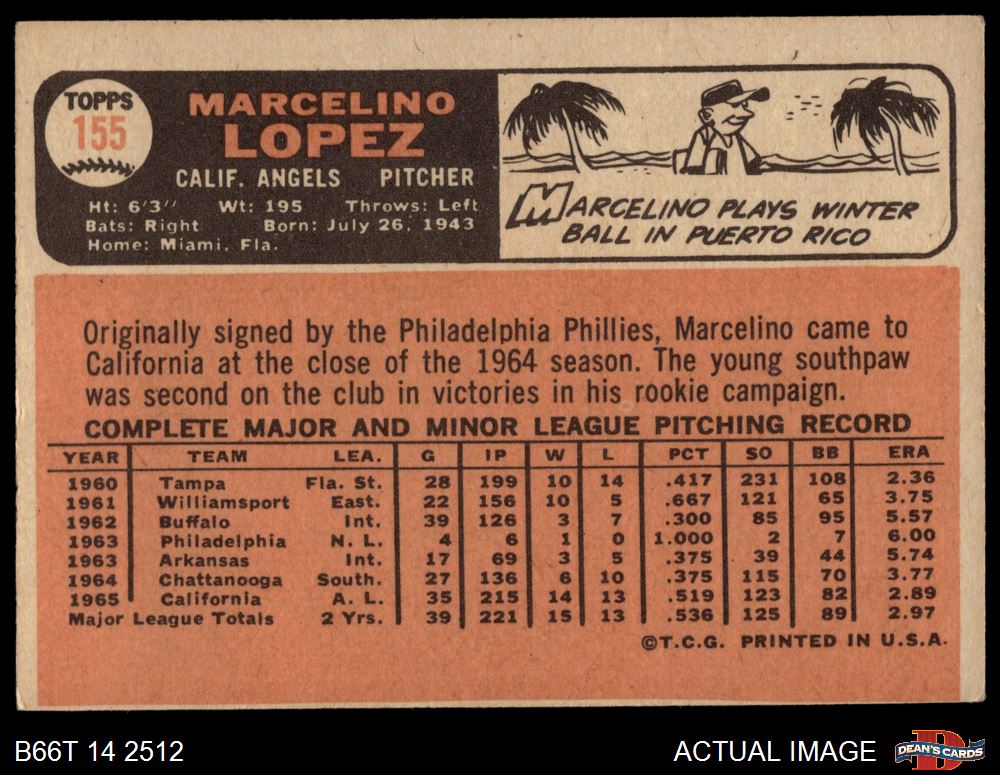 TOPPS
155
MARCELINO
LOPEZ
CALIF. ANGELS PITCHER
Ht: 6'3" Wt: 195 Throws: Left
Bats: Right Born: July 26, 1943
Home: Miami, Fla.
MARCELINO PLAYS WINTER
BALL IN PUERTO RICO
Originally signed by the Philadelphia Phillies, Marcelino came to
California at the close of the 1964 season. The young southpaw
was second on the club in victories in his rookie campaign.
COMPLETE MAJOR AND MINOR LEAGUE PITCHING RECORD
YEAR TEAM LEA. G IP W L PCT SO BB ERA
1960 Tampa Fla. St. 28 199 10 14 .417 231 108 2.36
1961 Williamsport East. 22 156 10 5 .667 121 65 3.75
1962 Buffalo Int. 39 126 3 7 .300 85 95 5.57
1963 Philadelphia N. L. 4 6 1 0 1.000 2 7 6.00
1963 Arkansas Int. 17 69 3 5 .375 39 44 5.74
1964 Chattanooga South. 27 136 6 10 .375 115 70 3.77
1965 California A. L. 35 215 14 13 .519 123 82 2.89
Major League Totals 2 Yrs. 39 221 15 13 .536 125 89 2.97
©T.C.G. PRINTED IN U.S.A.
B66T 14 2512
ACTUAL IMAGE
DEAN'S CARDS